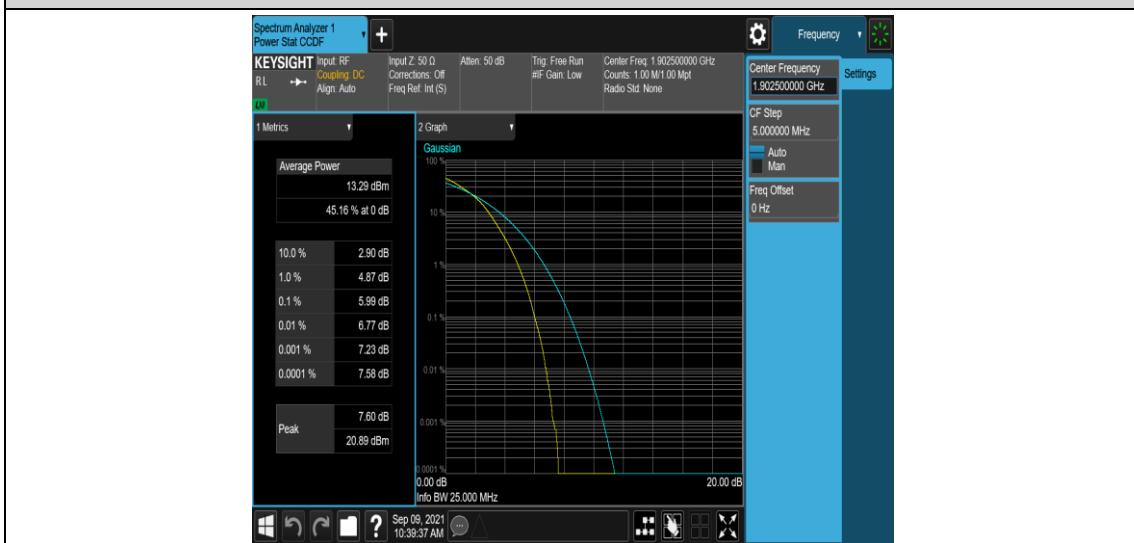 Spectrum Analyzer 1
Power Stat CCDF
+
Frequency
KEYSIGHT
RL
Input: RF
Coupling: DC
Align: Auto
Input Z: 50 Ω
Corrections: Off
Freq Ref: Int (S)
Atten: 50 dB
Trig: Free Run
#IF Gain: Low
Center Freq: 1.902500000 GHz
Counts: 1.00 M/1.00 Mpt
Radio Std: None
Center Frequency
1.902500000 GHz
Settings
CF Step
5.000000 MHz
Auto
Man
Freq Offset
0 Hz
1 Metrics
Average Power
13.29 dBm
45.16 % at 0 dB
10.0 % 2.90 dB
1.0 % 4.87 dB
0.1 % 5.99 dB
0.01 % 6.77 dB
0.001 % 7.23 dB
0.0001 % 7.58 dB
Peak
7.60 dB
20.89 dBm
2 Graph
Gaussian
100 %
10 %
1 %
0.1 %
0.01 %
0.001 %
0.0001 %
0.00 dB 20.00 dB
Info BW 25.000 MHz
?
Sep 09, 2021
10:39:37 AM